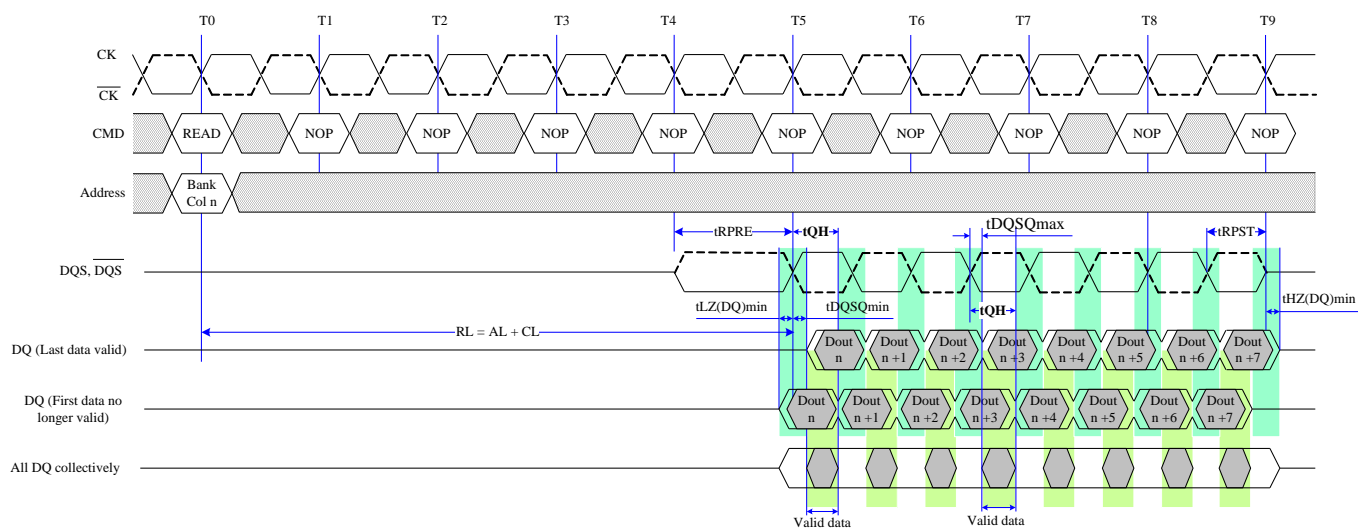 T0 T1 T2 T3 T4 T5 T6 T7 T8 T9
CK
CK
CMD READ NOP NOP NOP NOP NOP NOP NOP NOP NOP
Address Bank
Col n
tRPRE tQH tDQSQmax tRPST
DQS, DQS
tLZ(DQ)min tDQSQmin tQH tHZ(DQ)min
RL = AL + CL
DQ (Last data valid) Dout Dout Dout Dout Dout Dout Dout Dout
n n +1 n +2 n +3 n +4 n +5 n +6 n +7
DQ (First data no
longer valid)
Dout Dout Dout Dout Dout Dout Dout Dout
n n +1 n +2 n +3 n +4 n +5 n +6 n +7
All DQ collectively
Valid data Valid data